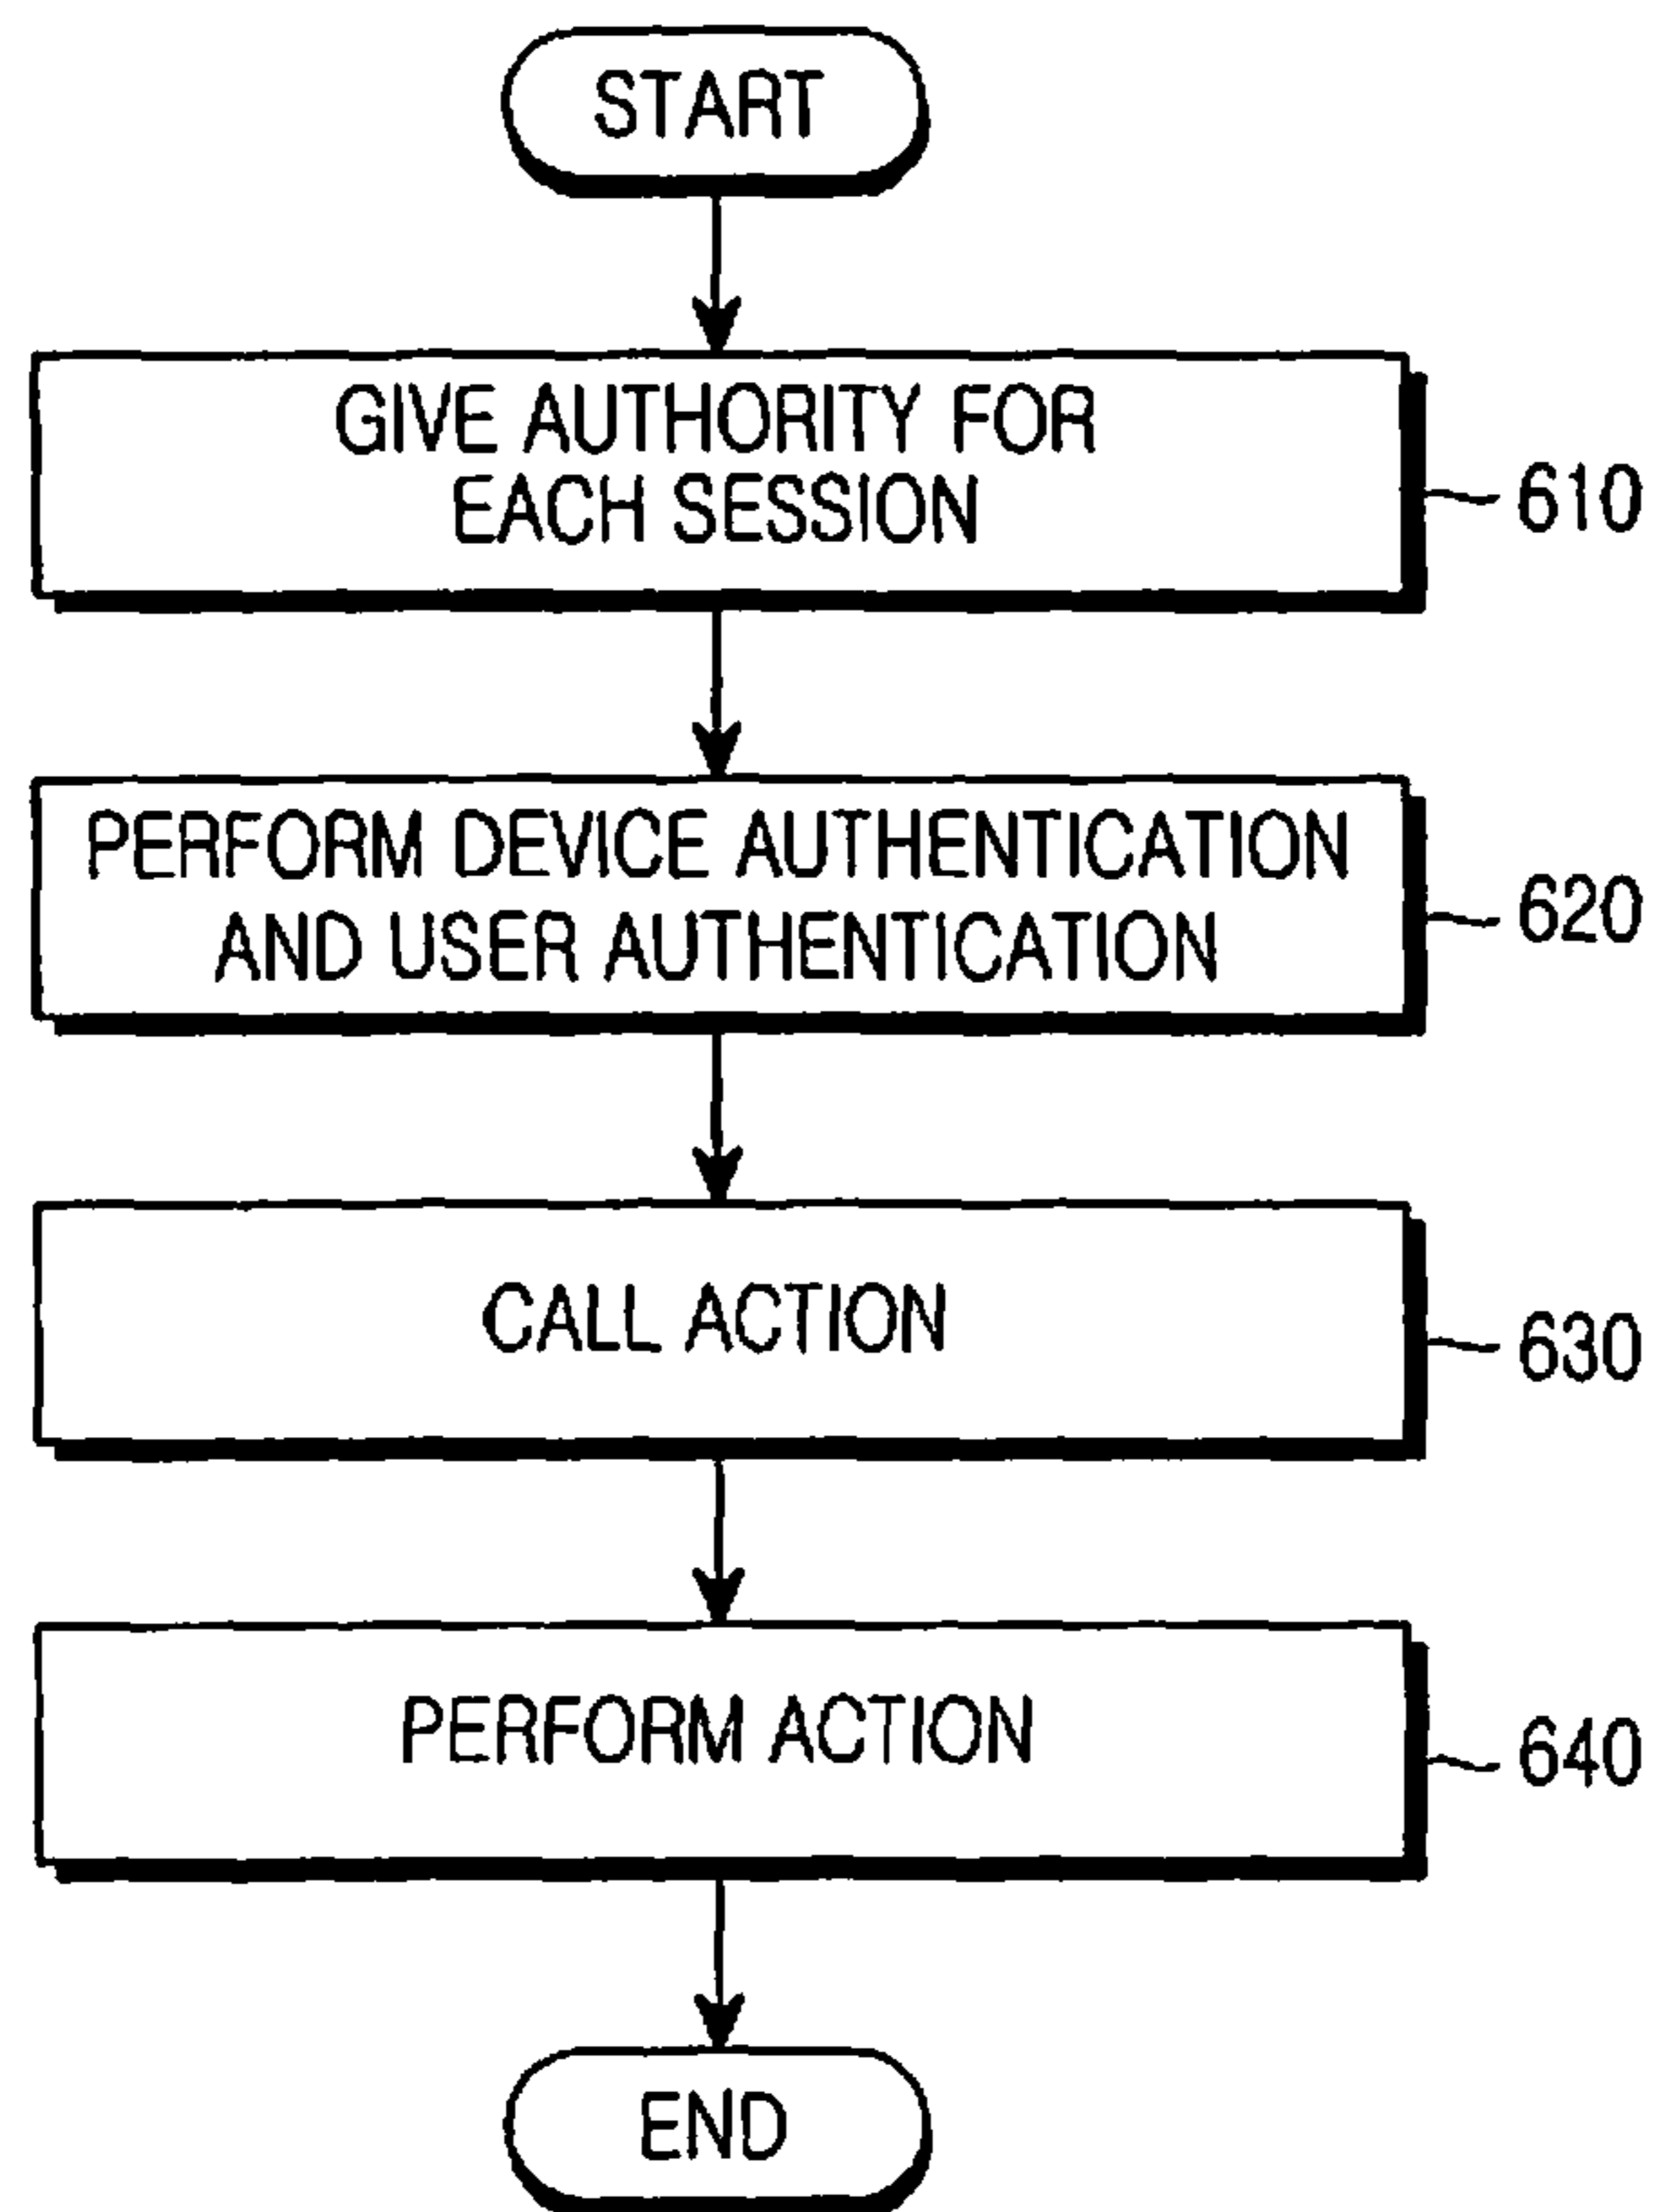 START
GIVE AUTHORITY FOR
EACH SESSION
610
PERFORM DEVICE AUTHENTICATION
AND USER AUTHENTICATION
620
CALL ACTION
630
PERFORM ACTION
640
END